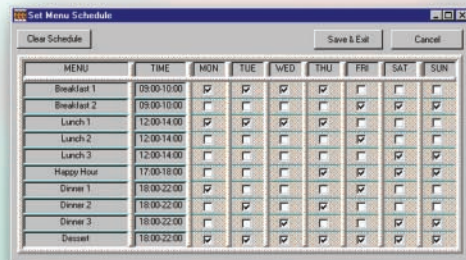 Set Menu Schedule
Clear Schedule Save & Exit Cancel
MENU TIME MON TUE WED THU FRI SAT SUN
Breakfast 1 09:00-10:00
Breakfast 2 09:00-10:00
Lunch 1 12:00-14:00
Lunch 2 12:00-14:00
Lunch 3 12:00-14:00
Happy Hour 17:00-18:00
Dinner 1 18:00-22:00
Dinner 2 18:00-22:00
Dinner 3 18:00-22:00
Dessert 18:00-22:00